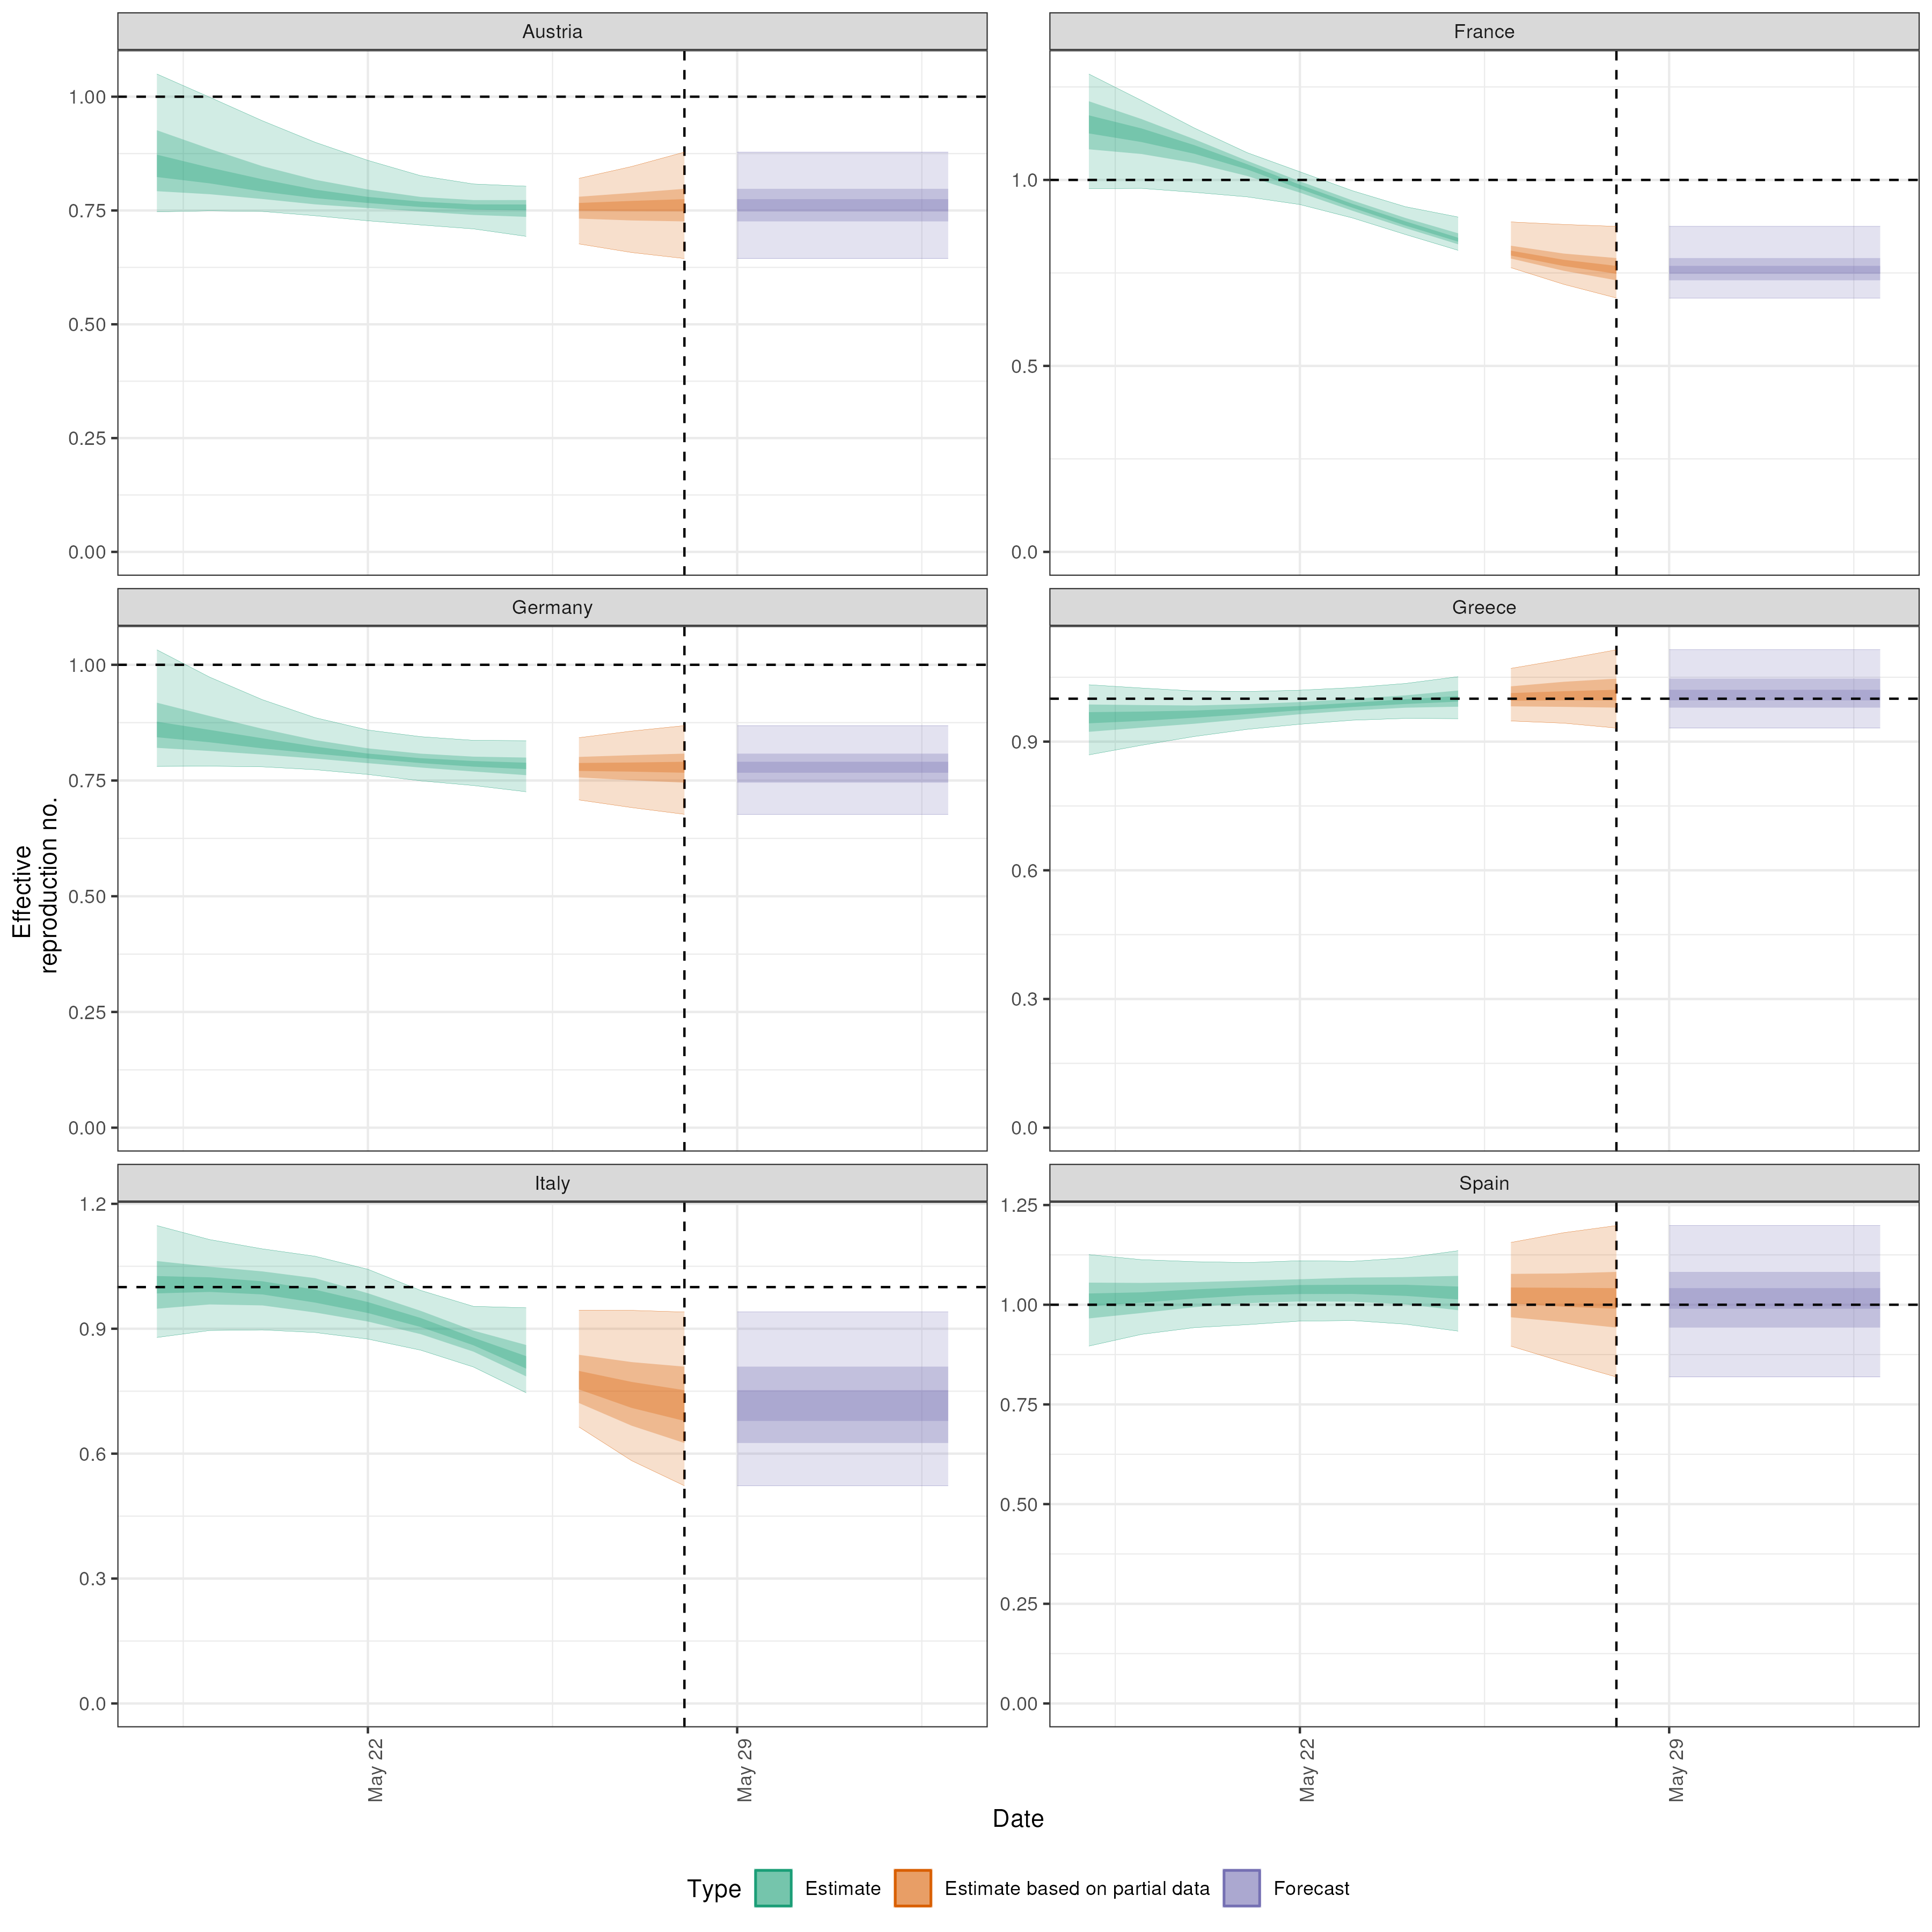 Austria
France
1.00
0.75
0.50
0.25
0.00
1.0
0.5
0.0
Germany
Greece
1.00
0.75
0.50
0.25
0.00
0.9
0.6
0.3
0.0
Effective
reproduction no.
Italy
Spain
1.2
0.9
0.6
0.3
0.0
1.25
1.00
0.75
0.50
0.25
0.00
May 22
May 29
May 22
May 29
Date
Type Estimate Estimate based on partial data Forecast